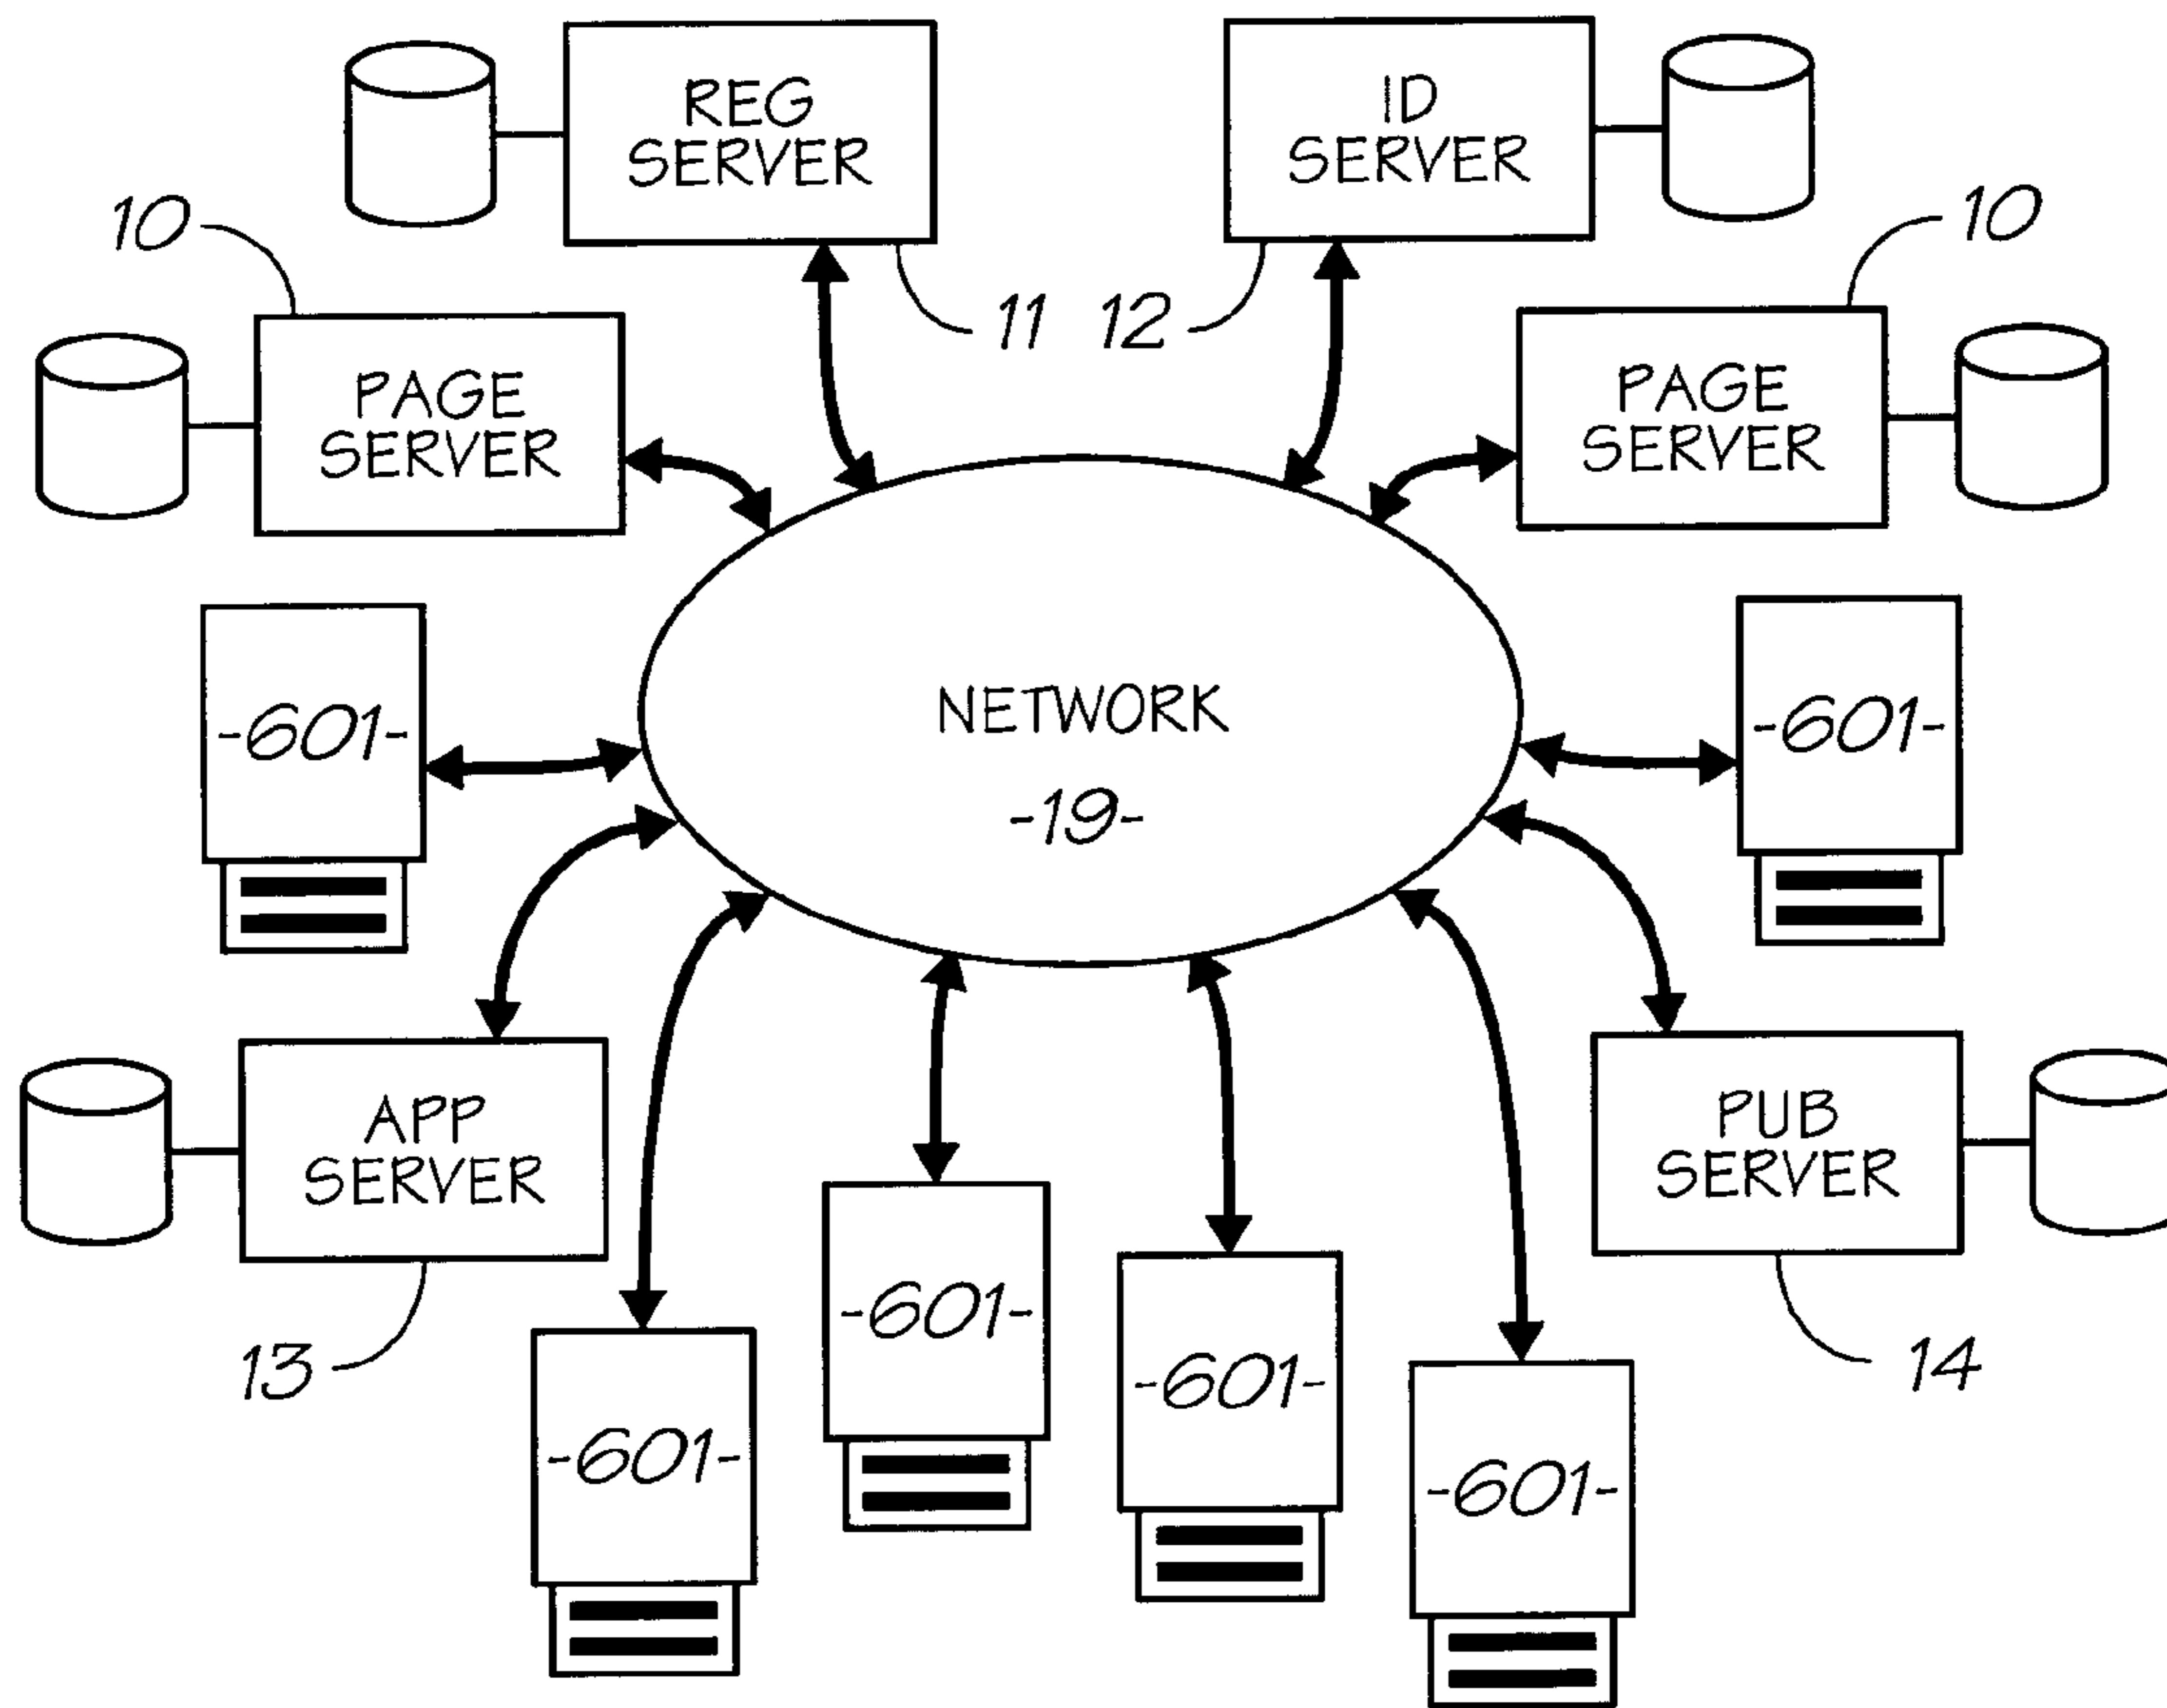 REG
SERVER
ID
SERVER
10
10
11
12
PAGE
SERVER
PAGE
SERVER
-601-
NETWORK
-19-
-601-
APP
SERVER
PUB
SERVER
13
-601-
-601-
-601-
-601-
14